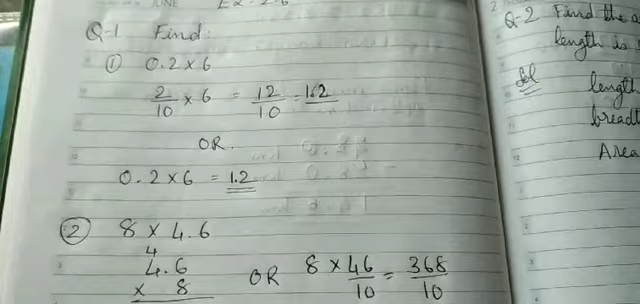 Q-1 Find:
① 0.2 × 6
2/10 × 6 = 12/10 = 1.2
OR
0.2 × 6 = 1.2
② 8 × 4.6
4
4.6 OR 8 × 46/10 = 368/10
× 8
Q-2 Find the
length is
Sol length
Area